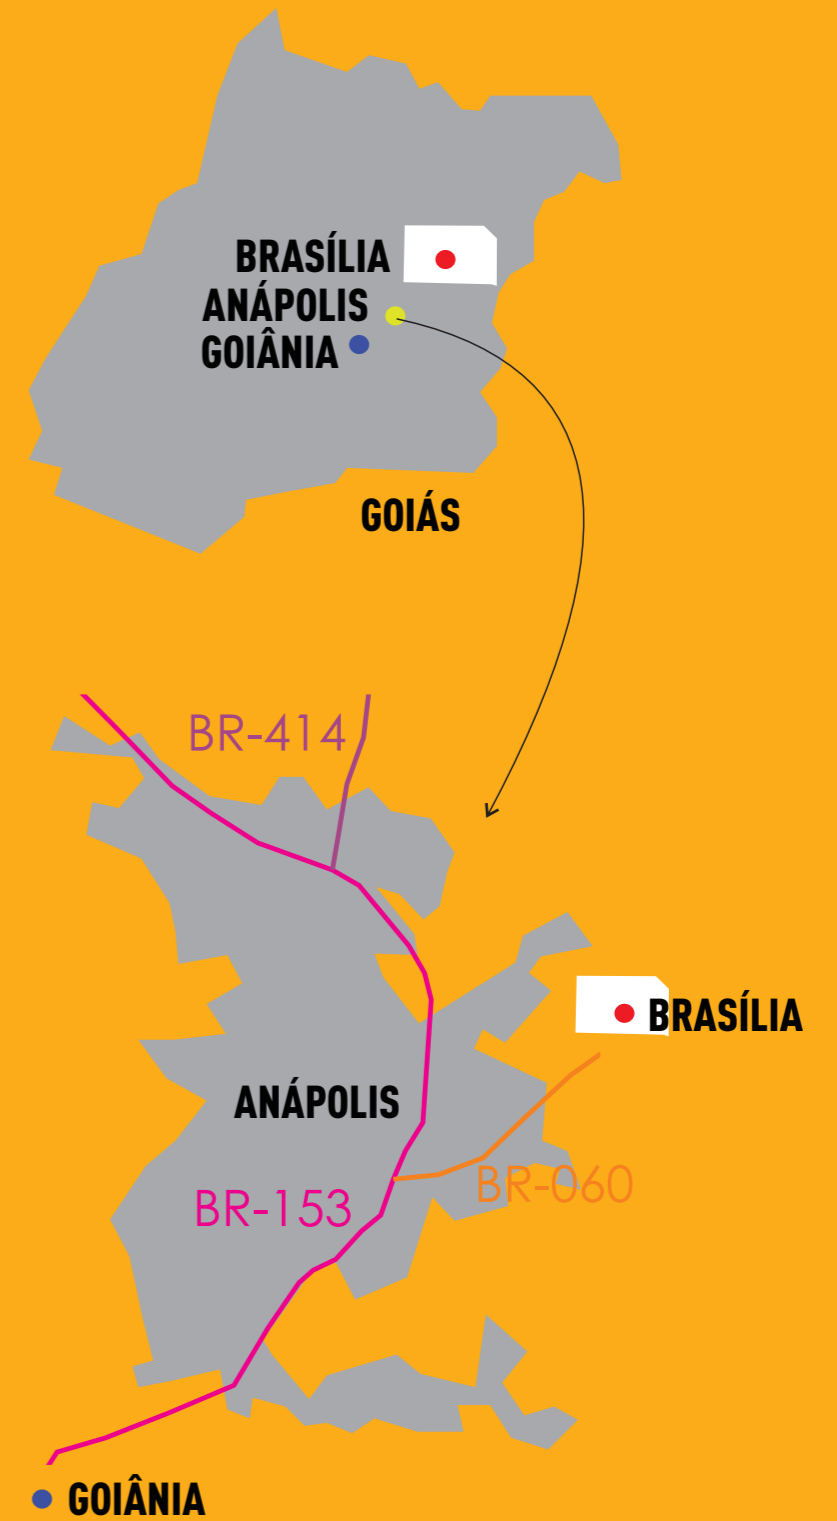 BRASÍLIA
ANÁPOLIS
GOIÂNIA
GOIÁS
BR-414
BRASÍLIA
ANÁPOLIS
BR-060
BR-153
GOIÂNIA